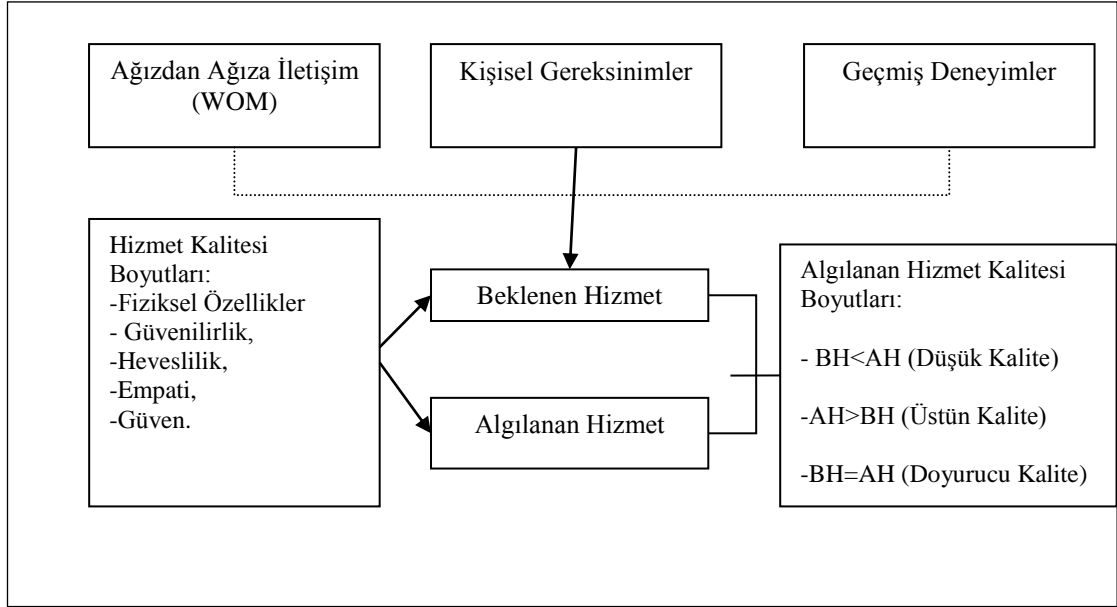 Ağızdan Ağıza İletişim
(WOM)
Kişisel Gereksinimler
Geçmiş Deneyimler
Hizmet Kalitesi
Boyutları:
-Fiziksel Özellikler
- Güvenilirlik,
-Heveslilik,
-Empati,
-Güven.
Beklenen Hizmet
Algılanan Hizmet
Algılanan Hizmet Kalitesi
Boyutları:
- BH<AH (Düşük Kalite)
-AH>BH (Üstün Kalite)
-BH=AH (Doyurucu Kalite)